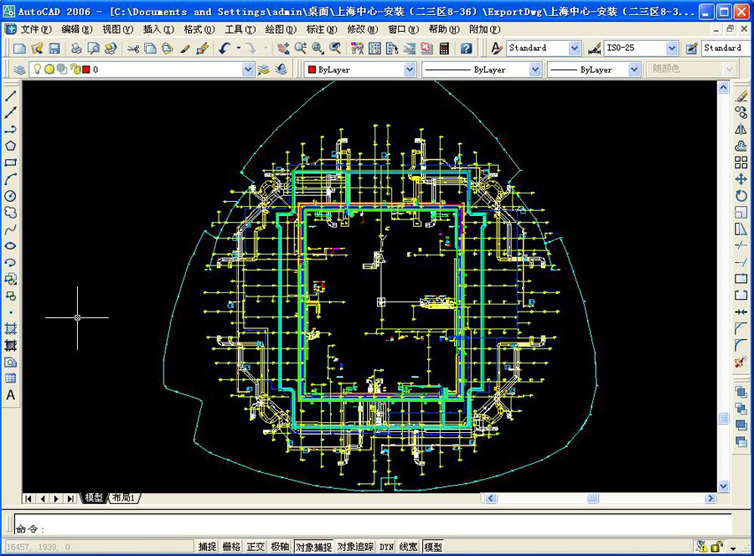 AutoCAD 2006 - [C:\Documents and Settings\admin\桌面\上海中心-安装（二三区8-36）\ExportDwg\上海中心-安装（二三区8-3...
文件(F) 编辑(E) 视图(V) 插入(I) 格式(O) 工具(T) 绘图(D) 标注(N) 修改(M) 窗口(W) 帮助(H) 附加(P)
Standard ISO-25 Standard
0 ByLayer ByLayer ByLayer 随颜色
A
模型 布局1
命令：
16457, 1939, 0 捕捉 栅格 正交 极轴 对象捕捉 对象追踪 DYN 线宽 模型